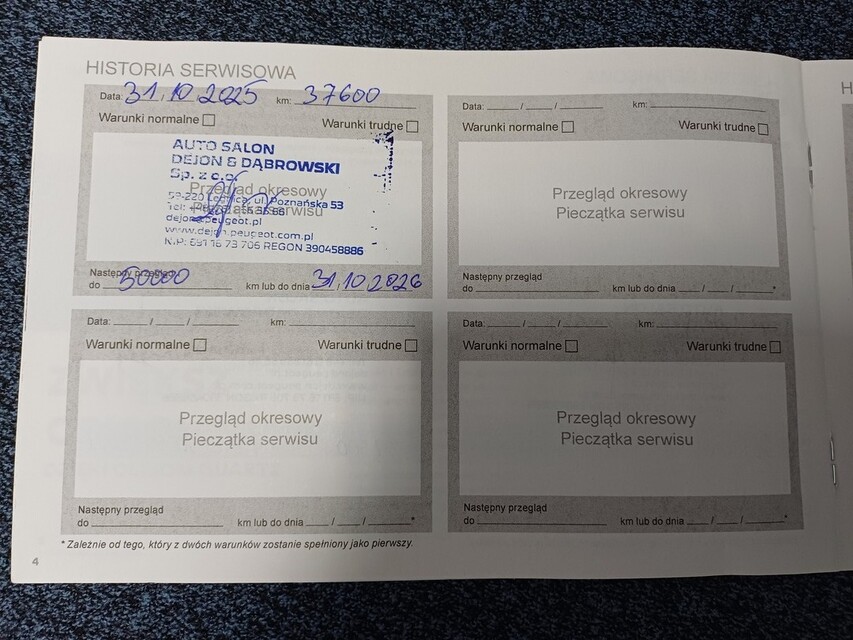 HISTORIA SERWISOWA
Data: 31 / 10 2025 km: 37600
Warunki normalne Warunki trudne
AUTO SALON
DEJON & DĄBROWSKI
Sp. z o.o.
Przegląd okresowy
59-220 Legnica, ul. Poznańska 53
Pieczątka serwisu
www.dejon.peugeot.com.pl
N.P: 691 16 73 706 REGON 390458886
Następny przegląd
do 50000 km lub do dnia 31.10.2026
Data: / / km:
Warunki normalne Warunki trudne
Przegląd okresowy
Pieczątka serwisu
Następny przegląd
do km lub do dnia / / *
Data: / / km:
Warunki normalne Warunki trudne
Przegląd okresowy
Pieczątka serwisu
Następny przegląd
do km lub do dnia / / *
Data: / / km:
Warunki normalne Warunki trudne
Przegląd okresowy
Pieczątka serwisu
Następny przegląd
do km lub do dnia / / *
* Zależnie od tego, który z dwóch warunków zostanie spełniony jako pierwszy.
4
H